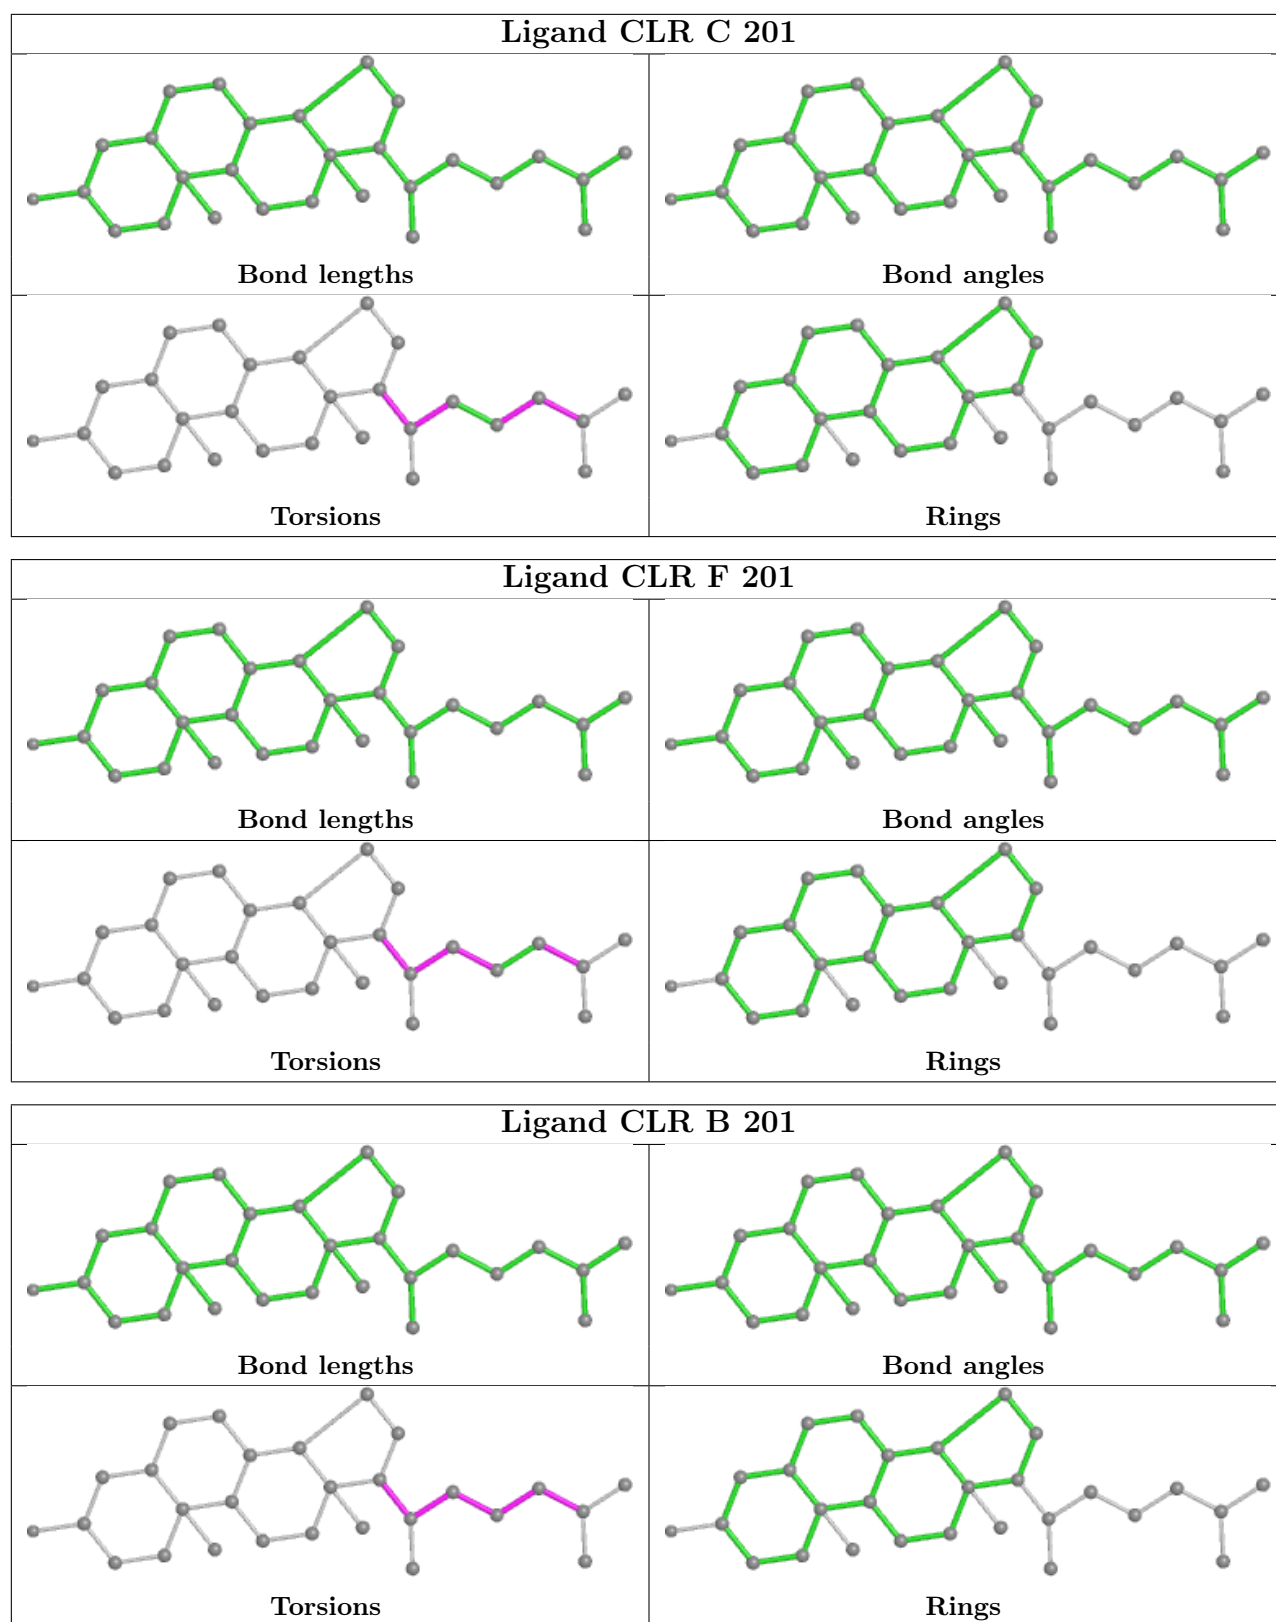 Ligand CLR C 201
Bond lengths
Bond angles
Torsions
Rings
Ligand CLR F 201
Bond lengths
Bond angles
Torsions
Rings
Ligand CLR B 201
Bond lengths
Bond angles
Torsions
Rings